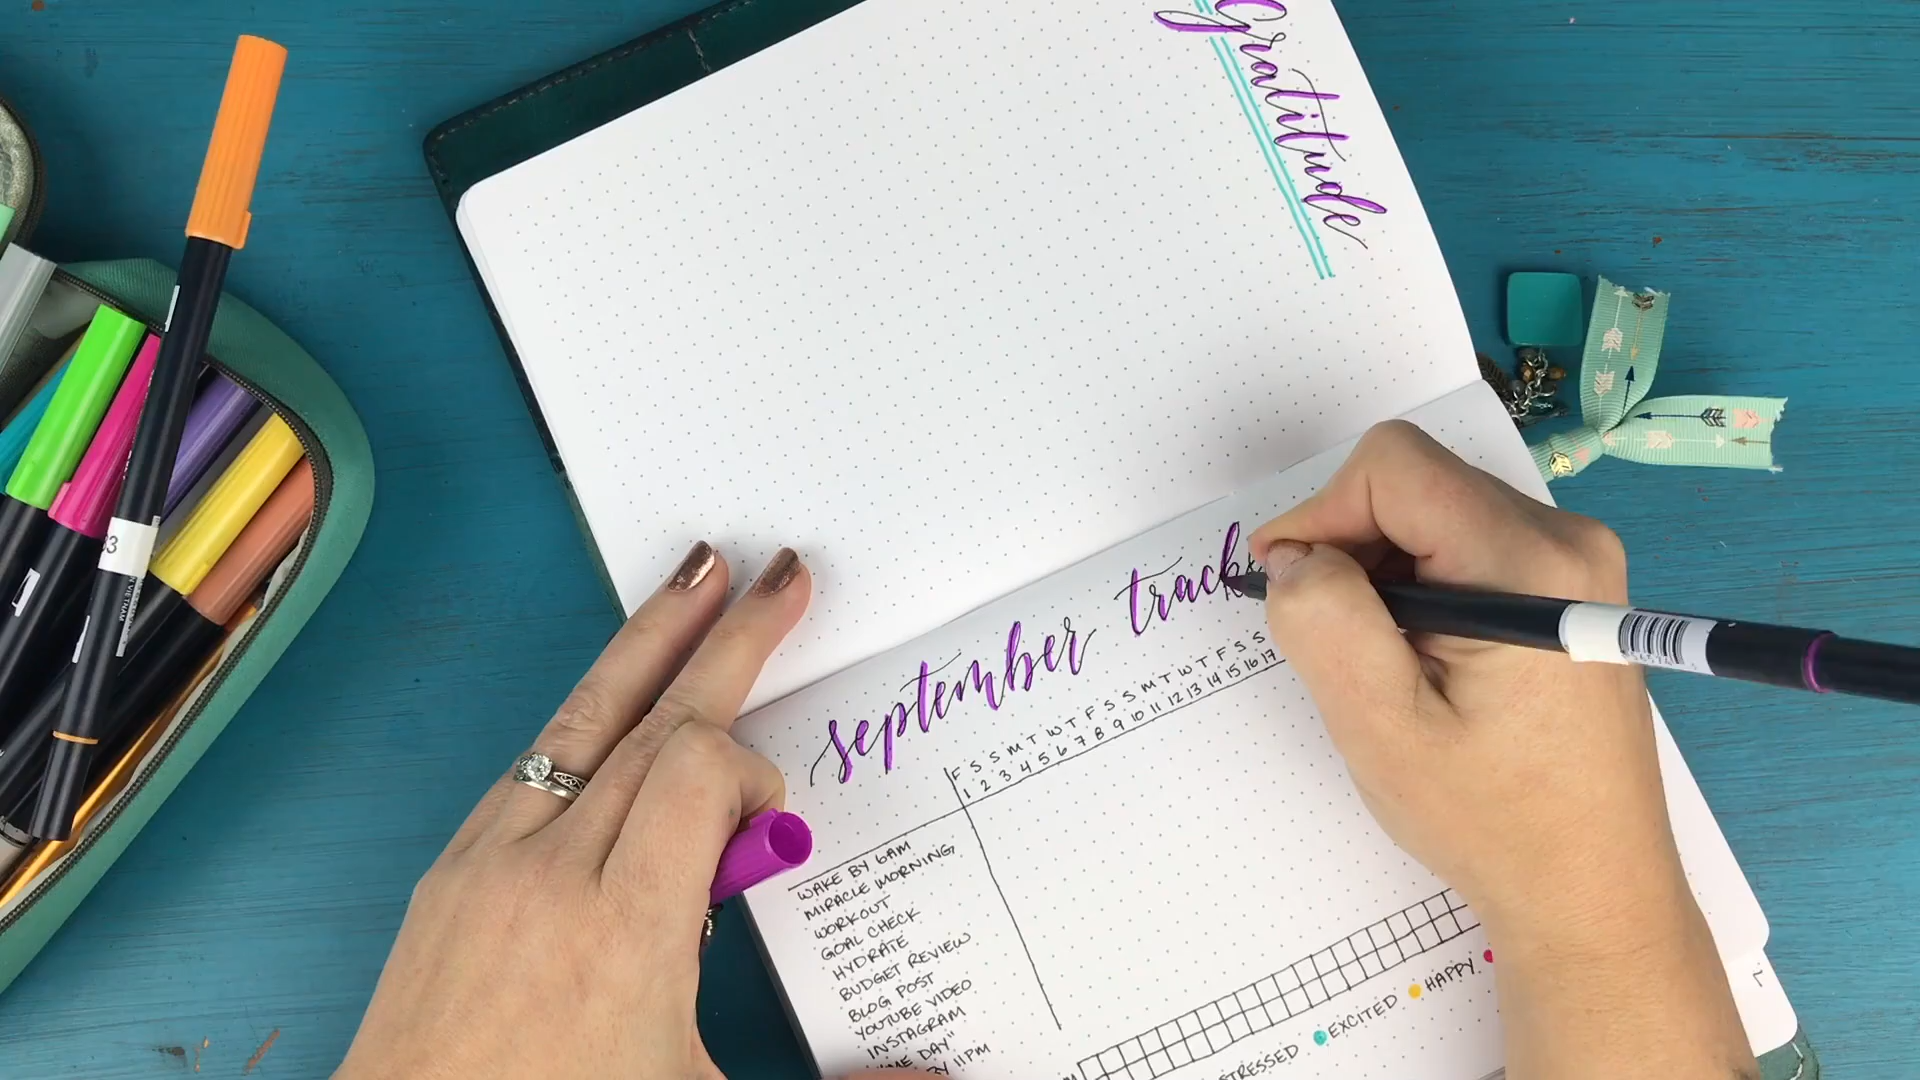 Gratitude
september track
F S S M T W T F S S M T W T F S S
1 2 3 4 5 6 7 8 9 10 11 12 13 14 15 16 17
WAKE BY 6AM
MIRACLE MORNING
WORKOUT
GOAL CHECK
HYDRATE
BUDGET REVIEW
BLOG POST
YOUTUBE VIDEO
INSTAGRAM
DAY"
11PM
STRESSED EXCITED HAPPY